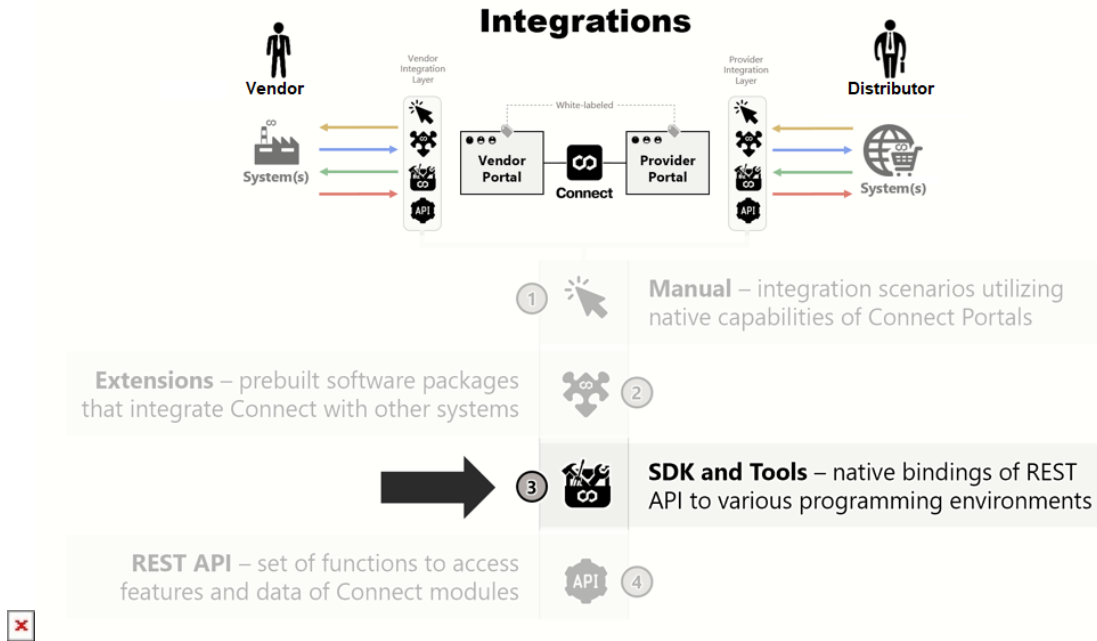 Integrations
Vendor
Distributor
Vendor
Integration
Layer
Provider
Integration
Layer
White-labeled
Vendor
Portal
Provider
Portal
Connect
System(s)
System(s)
API
API
1
Manual – integration scenarios utilizing
native capabilities of Connect Portals
Extensions – prebuilt software packages
that integrate Connect with other systems
2
3
SDK and Tools – native bindings of REST
API to various programming environments
REST API – set of functions to access
features and data of Connect modules
API
4